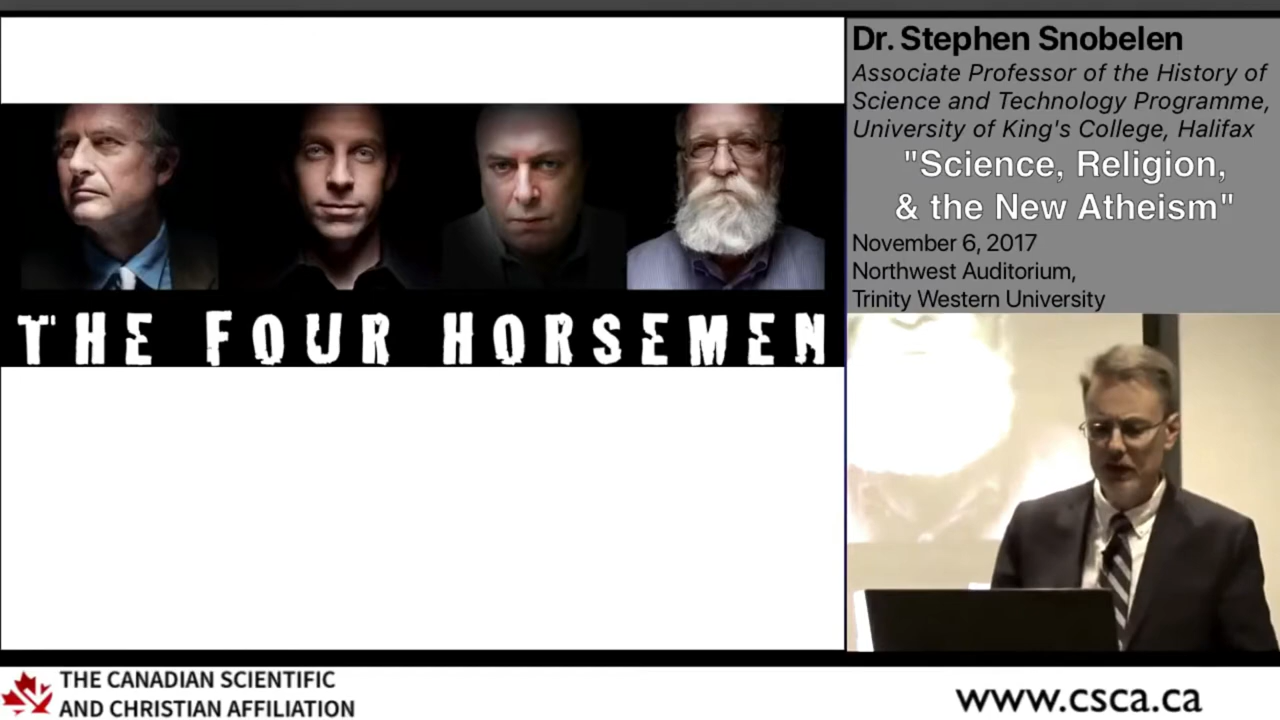 THE FOUR HORSEMEN
Dr. Stephen Snobelen
Associate Professor of the History of
Science and Technology Programme,
University of King's College, Halifax
"Science, Religion,
& the New Atheism"
November 6, 2017
Northwest Auditorium,
Trinity Western University
THE CANADIAN SCIENTIFIC
AND CHRISTIAN AFFILIATION
www.csca.ca